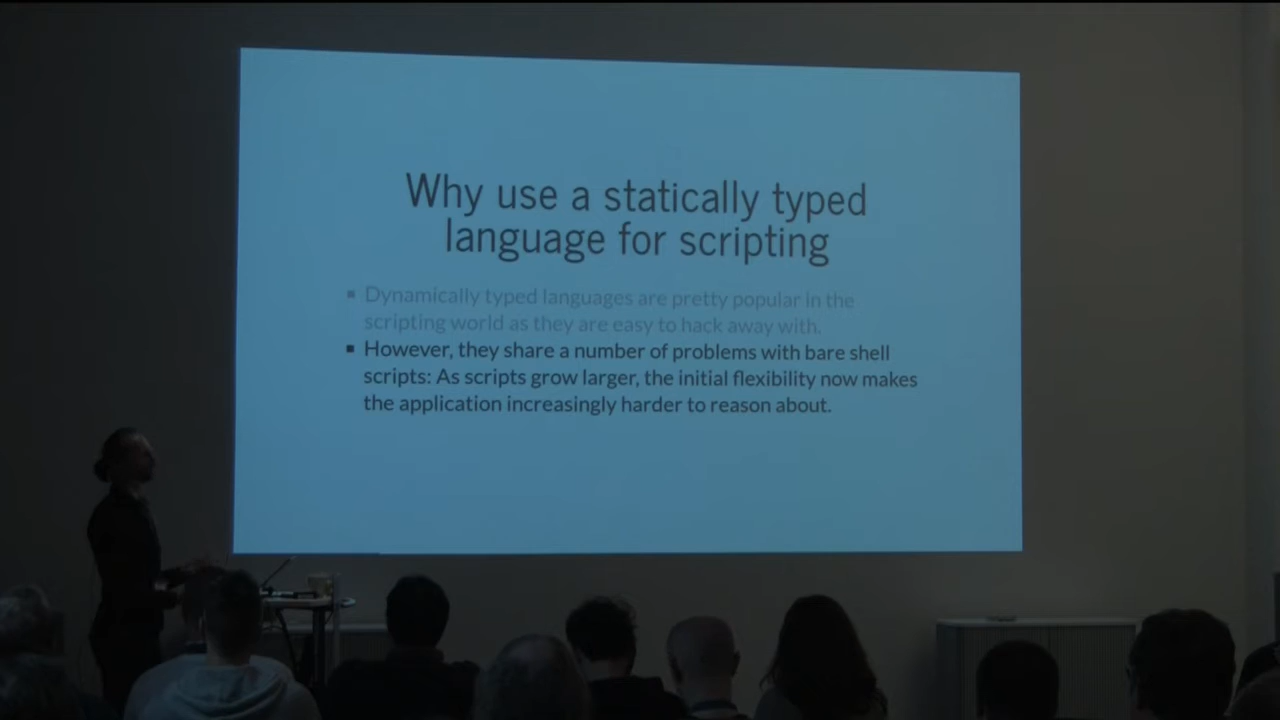 Why use a statically typed
language for scripting
▪ Dynamically typed languages are pretty popular in the
scripting world as they are easy to hack away with.
▪ However, they share a number of problems with bare shell
scripts: As scripts grow larger, the initial flexibility now makes
the application increasingly harder to reason about.